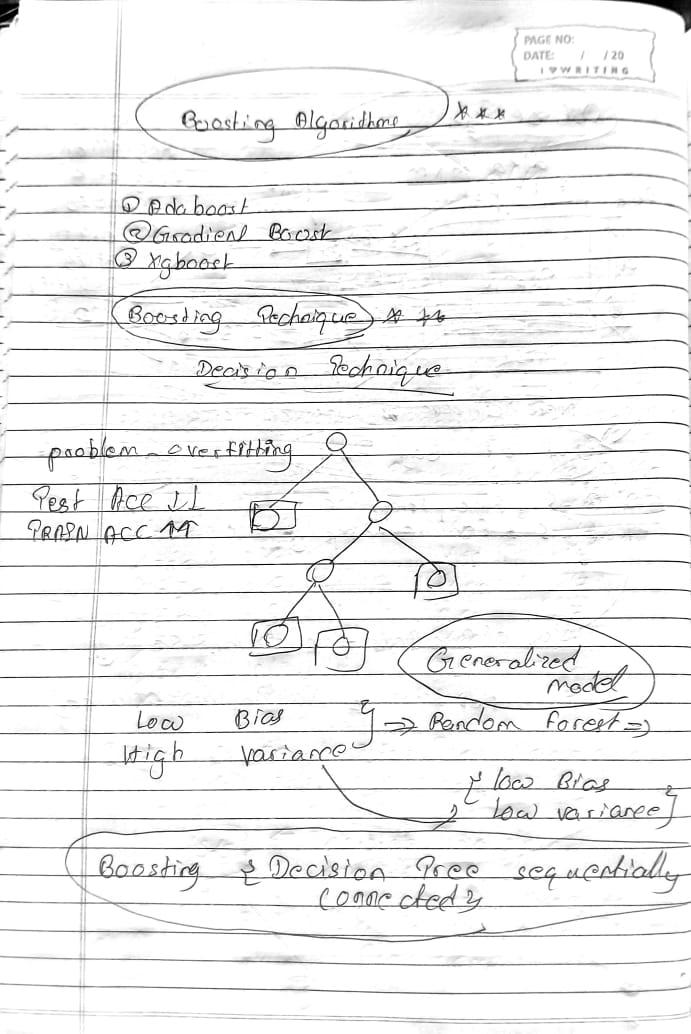 PAGE NO:
DATE: / /20
I ♥ WRITING
Boosting Algorithms ***
① Adaboost
② Gradient Boost
③ Xgboost
Boosting Technique ***
Decision Technique
problem - overfitting
Test Acc ↓↓
TRAIN ACC ↑↑
Generalized
model
Low Bias } → Random Forest ⇒
High variance
{ low Bias
low variance }
Boosting { Decision Tree sequentially
connected }